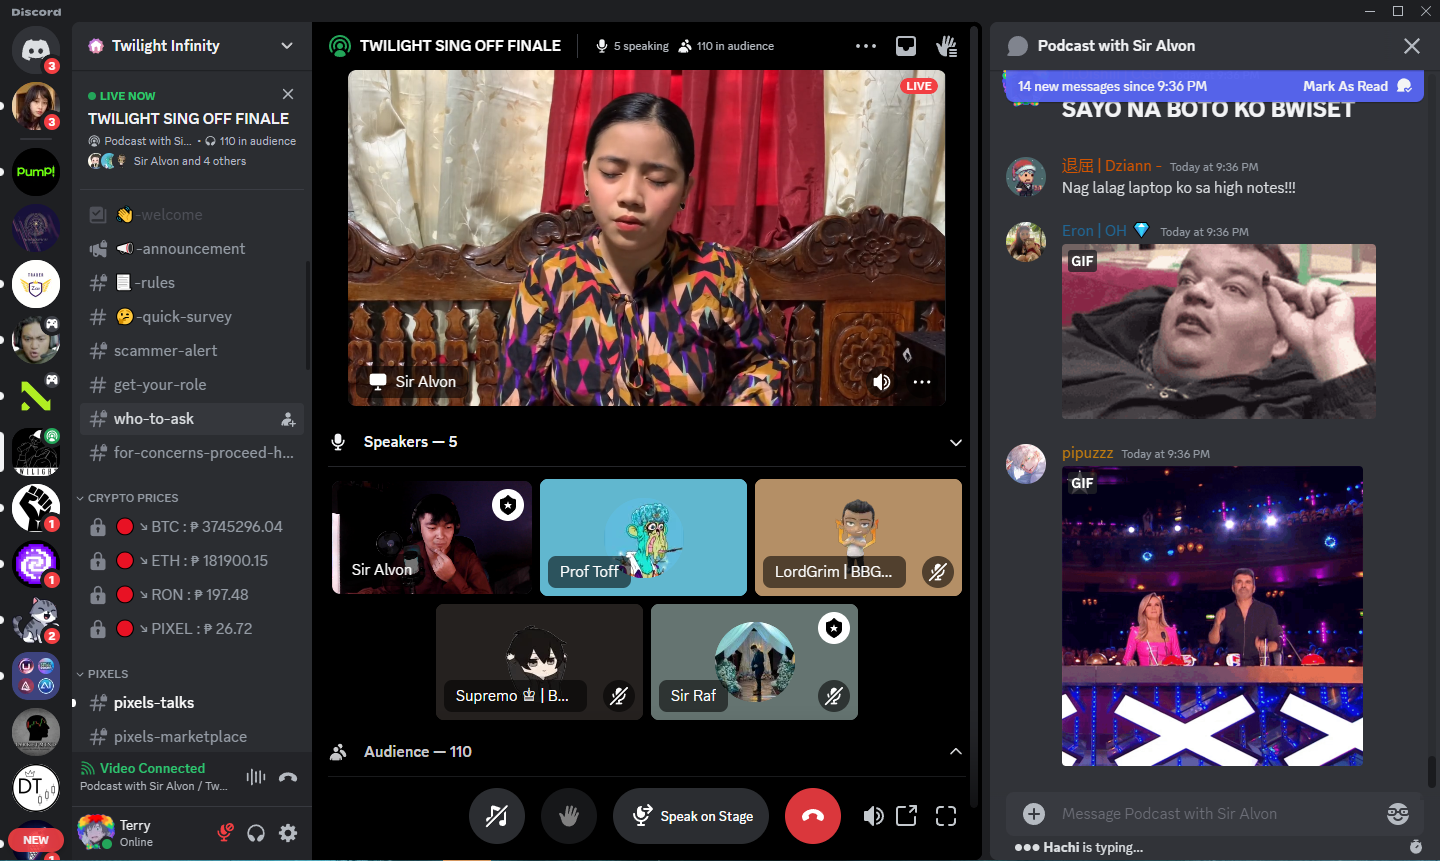 Discord
3
3
PUMP!
1
1
2
DT
NEW
Twilight Infinity
LIVE NOW
TWILIGHT SING OFF FINALE
Podcast with Si... • 110 in audience
Sir Alvon and 4 others
👋-welcome
📢-announcement
📃-rules
🤔-quick-survey
scammer-alert
get-your-role
who-to-ask
for-concerns-proceed-h...
CRYPTO PRICES
🔴 ↘ BTC : ₱ 3745296.04
🔴 ↘ ETH : ₱ 181900.15
🔴 ↘ RON : ₱ 197.48
🔴 ↘ PIXEL : ₱ 26.72
PIXELS
pixels-talks
pixels-marketplace
Video Connected
Podcast with Sir Alvon / Tw...
Terry
Online
TWILIGHT SING OFF FINALE
5 speaking
110 in audience
LIVE
Sir Alvon
Speakers — 5
Sir Alvon
Prof Toff
LordGrim | BBG...
Supremo ♔ | B...
Sir Raf
Audience — 110
Speak on Stage
Podcast with Sir Alvon
14 new messages since 9:36 PM
Mark As Read
SAYO NA BOTO KO BWISET
退屈 | Dziann - Today at 9:36 PM
Nag lalag laptop ko sa high notes!!!
Eron | OH 💎 Today at 9:36 PM
GIF
pipuzzz Today at 9:36 PM
GIF
Message Podcast with Sir Alvon
Hachi is typing...